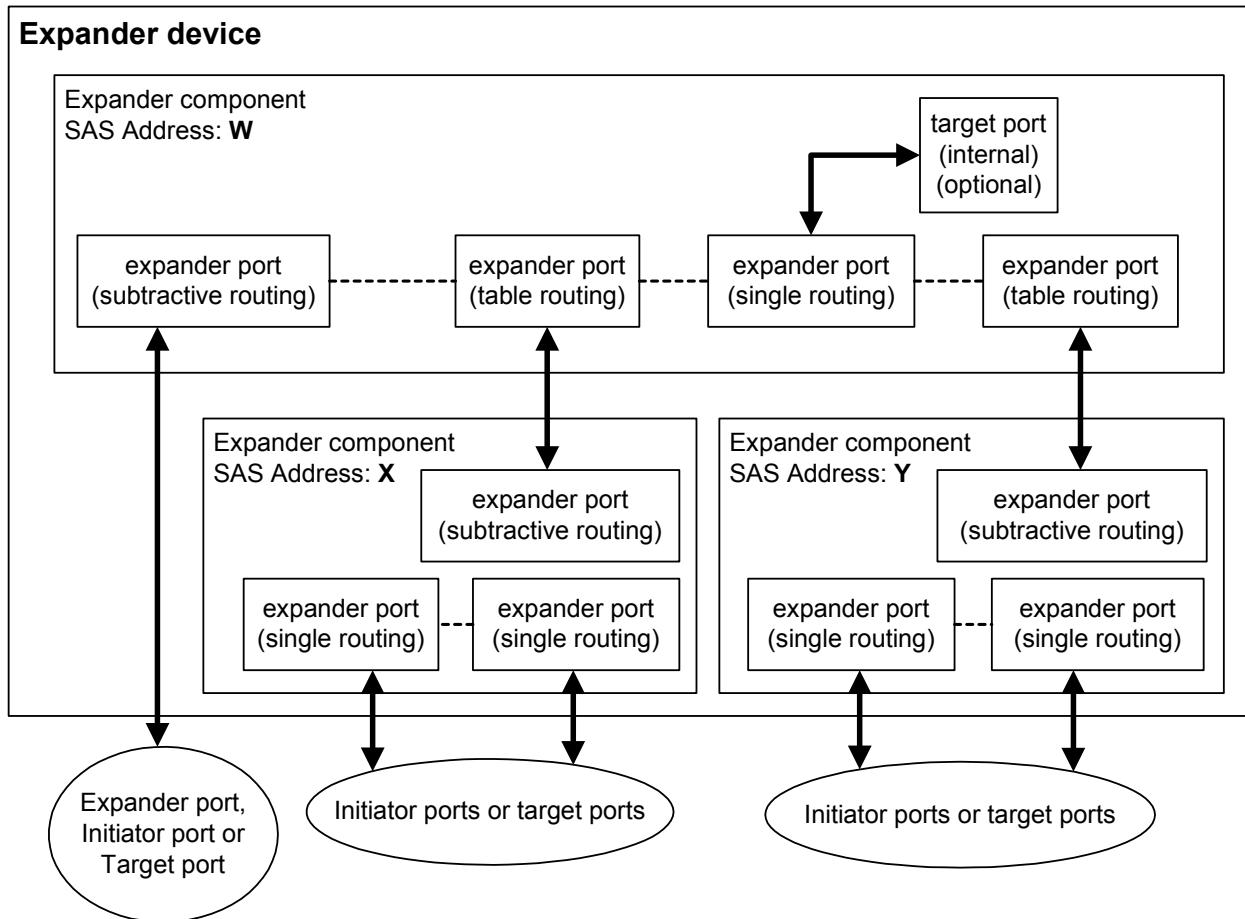 Expander device
Expander component
SAS Address: W
target port
(internal)
(optional)
expander port
(subtractive routing)
expander port
(table routing)
expander port
(single routing)
expander port
(table routing)
Expander component
SAS Address: X
expander port
(subtractive routing)
expander port
(single routing)
expander port
(single routing)
Expander component
SAS Address: Y
expander port
(subtractive routing)
expander port
(single routing)
expander port
(single routing)
Expander port,
Initiator port or
Target port
Initiator ports or target ports
Initiator ports or target ports